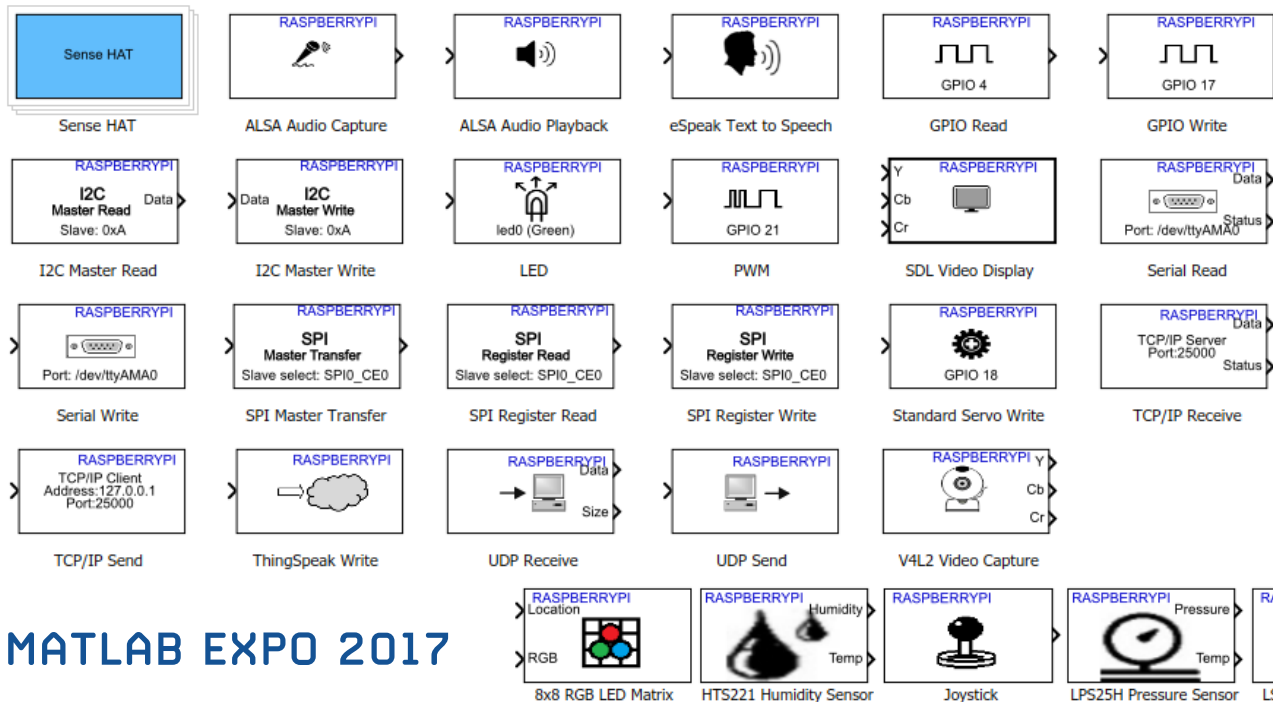 Sense HAT
Sense HAT
RASPBERRYPI
ALSA Audio Capture
RASPBERRYPI
ALSA Audio Playback
RASPBERRYPI
eSpeak Text to Speech
RASPBERRYPI
GPIO 4
GPIO Read
RASPBERRYPI
GPIO 17
GPIO Write
RASPBERRYPI
I2C
Master Read
Data
Slave: 0xA
I2C Master Read
RASPBERRYPI
Data
I2C
Master Write
Slave: 0xA
I2C Master Write
RASPBERRYPI
led0 (Green)
LED
RASPBERRYPI
GPIO 21
PWM
RASPBERRYPI
Y
Cb
Cr
SDL Video Display
RASPBERRYPI
Data
Status
Port: /dev/ttyAMA0
Serial Read
RASPBERRYPI
Port: /dev/ttyAMA0
Serial Write
RASPBERRYPI
SPI
Master Transfer
Slave select: SPI0_CE0
SPI Master Transfer
RASPBERRYPI
SPI
Register Read
Slave select: SPI0_CE0
SPI Register Read
RASPBERRYPI
SPI
Register Write
Slave select: SPI0_CE0
SPI Register Write
RASPBERRYPI
GPIO 18
Standard Servo Write
RASPBERRYPI
Data
TCP/IP Server
Port:25000
Status
TCP/IP Receive
RASPBERRYPI
TCP/IP Client
Address:127.0.0.1
Port:25000
TCP/IP Send
RASPBERRYPI
ThingSpeak Write
RASPBERRYPI
Data
Size
UDP Receive
RASPBERRYPI
UDP Send
RASPBERRYPI
Y
Cb
Cr
V4L2 Video Capture
RASPBERRYPI
Location
RGB
8x8 RGB LED Matrix
RASPBERRYPI
Humidity
Temp
HTS221 Humidity Sensor
RASPBERRYPI
Joystick
RASPBERRYPI
Pressure
Temp
LPS25H Pressure Sensor
MATLAB EXPO 2017